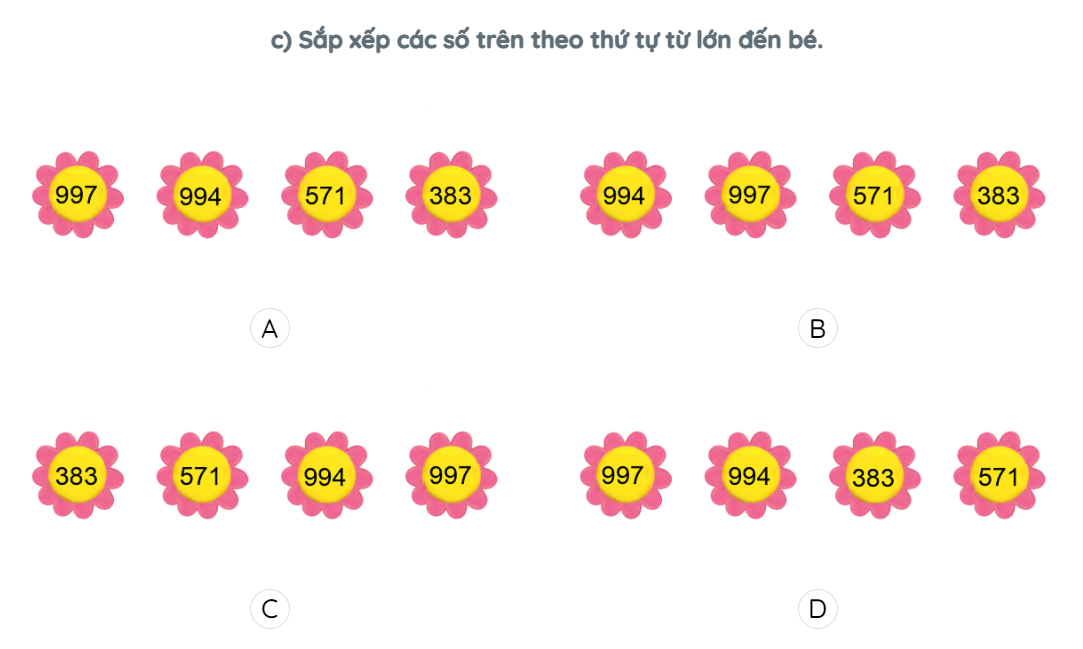 c) Sắp xếp các số trên theo thứ tự từ lớn đến bé.
997 994 571 383
A
994 997 571 383
B
383 571 994 997
C
997 994 383 571
D